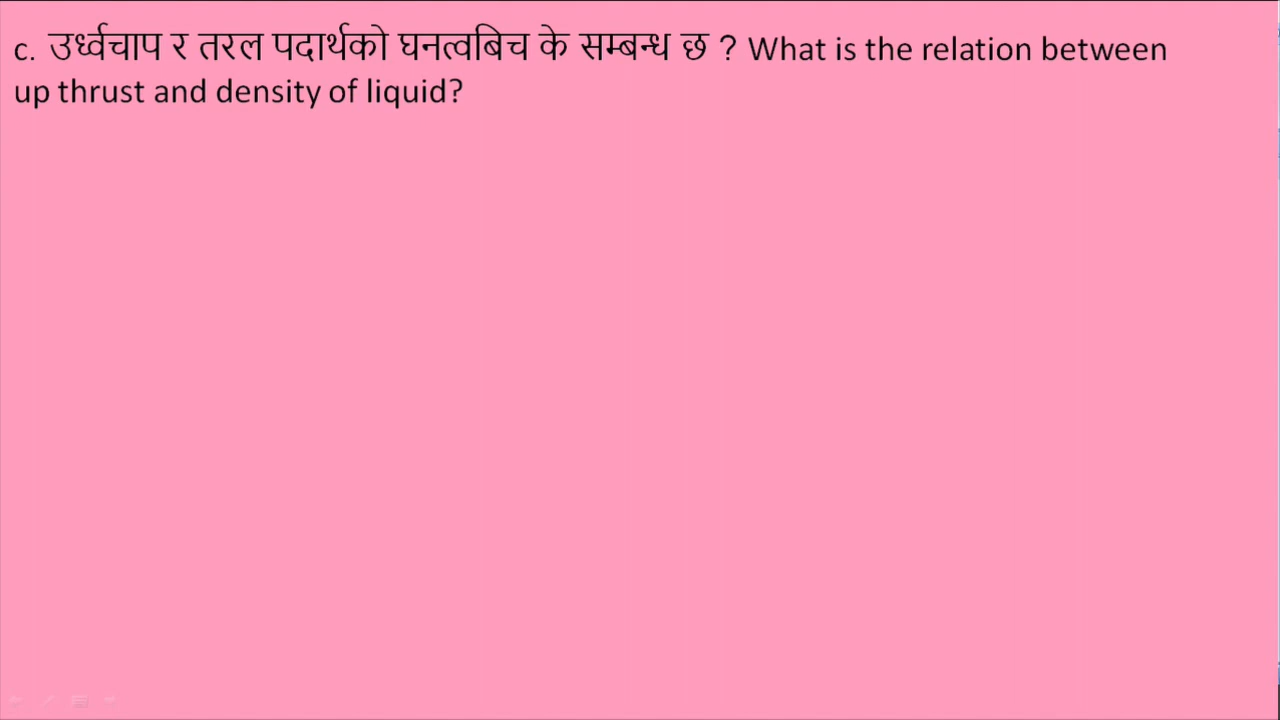 c. उर्ध्वचाप र तरल पदार्थको घनत्वबिच के सम्बन्ध छ ? What is the relation between
up thrust and density of liquid?